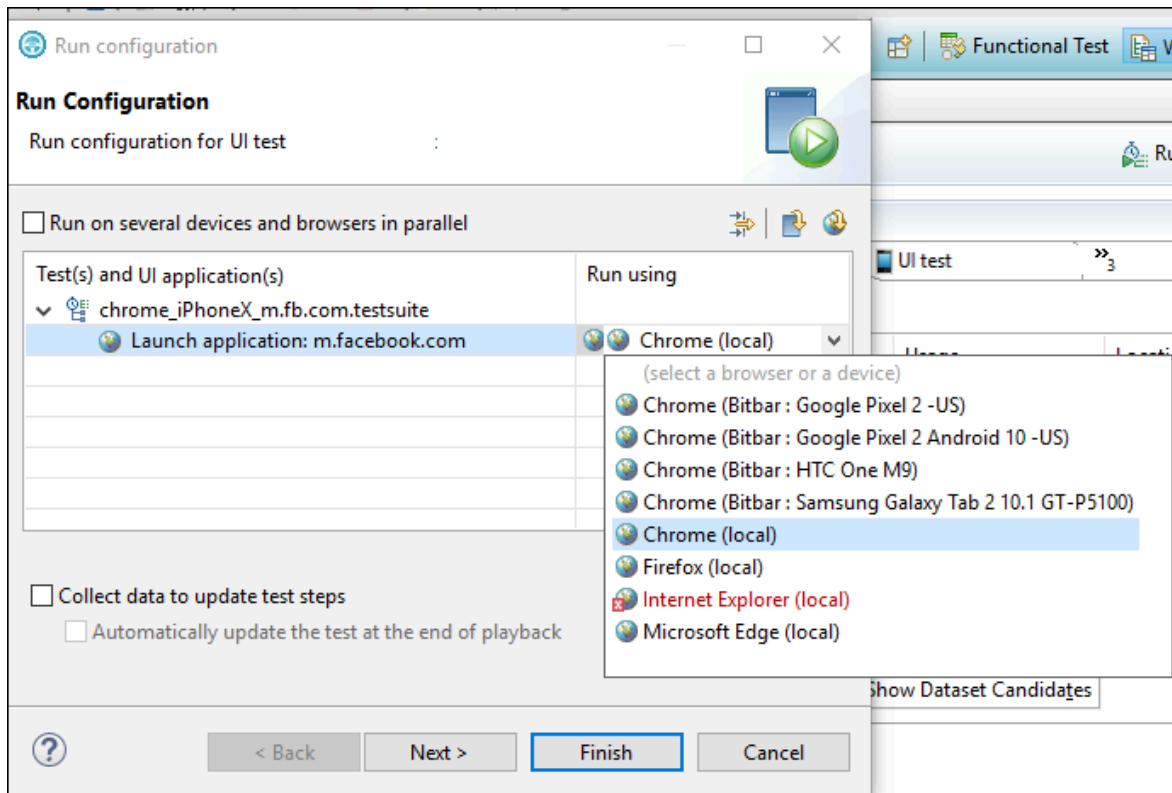 Run configuration
Functional Test
Run Configuration
Run configuration for UI test :
Run on several devices and browsers in parallel
Test(s) and UI application(s)
Run using
UI test
»3
chrome_iPhoneX_m.fb.com.testsuite
Launch application: m.facebook.com
Chrome (local)
(select a browser or a device)
Chrome (Bitbar : Google Pixel 2 -US)
Chrome (Bitbar : Google Pixel 2 Android 10 -US)
Chrome (Bitbar : HTC One M9)
Chrome (Bitbar : Samsung Galaxy Tab 2 10.1 GT-P5100)
Chrome (local)
Firefox (local)
Internet Explorer (local)
Microsoft Edge (local)
Collect data to update test steps
Automatically update the test at the end of playback
Show Dataset Candidates
?
< Back
Next >
Finish
Cancel